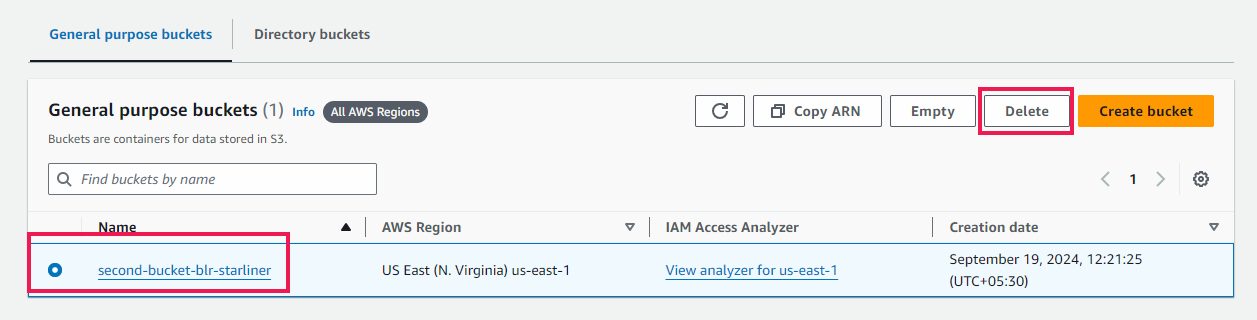 General purpose buckets Directory buckets
General purpose buckets (1) Info All AWS Regions Copy ARN Empty Delete Create bucket
Buckets are containers for data stored in S3.
Find buckets by name 1
Name AWS Region IAM Access Analyzer Creation date
second-bucket-blr-starliner US East (N. Virginia) us-east-1 View analyzer for us-east-1 September 19, 2024, 12:21:25
(UTC+05:30)